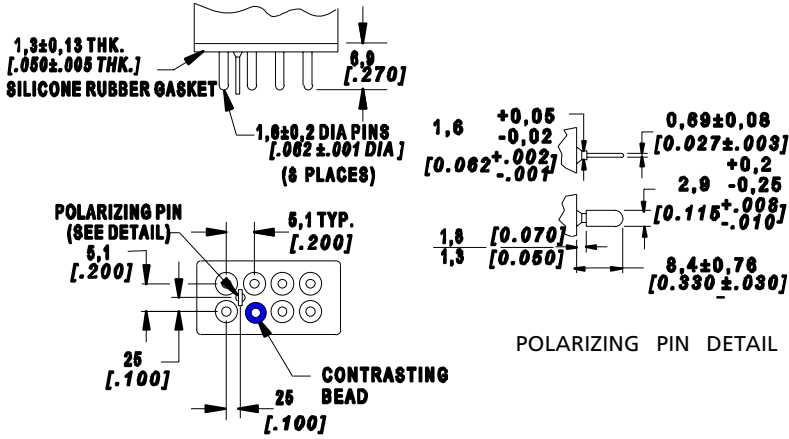 1,3±0,13 THK.
[.050±.005 THK.]
SILICONE RUBBER GASKET
6,9
[.270]
1,6±0,2 DIA PINS
[.062 ±.001 DIA]
(8 PLACES)
POLARIZING PIN
(SEE DETAIL)
5,1
[.200]
5,1 TYP.
[.200]
25
[.100]
25
[.100]
CONTRASTING
BEAD
1,6 +0,05 -0,02
[0.062 +.002 -.001]
0,69±0,08
[0.027±.003]
2,9 +0,2 -0,25
[0.115 +.008 -.010]
1,8 [0.070]
1,3 [0.050]
8,4±0,76
[0.330 ±.030]
POLARIZING PIN DETAIL